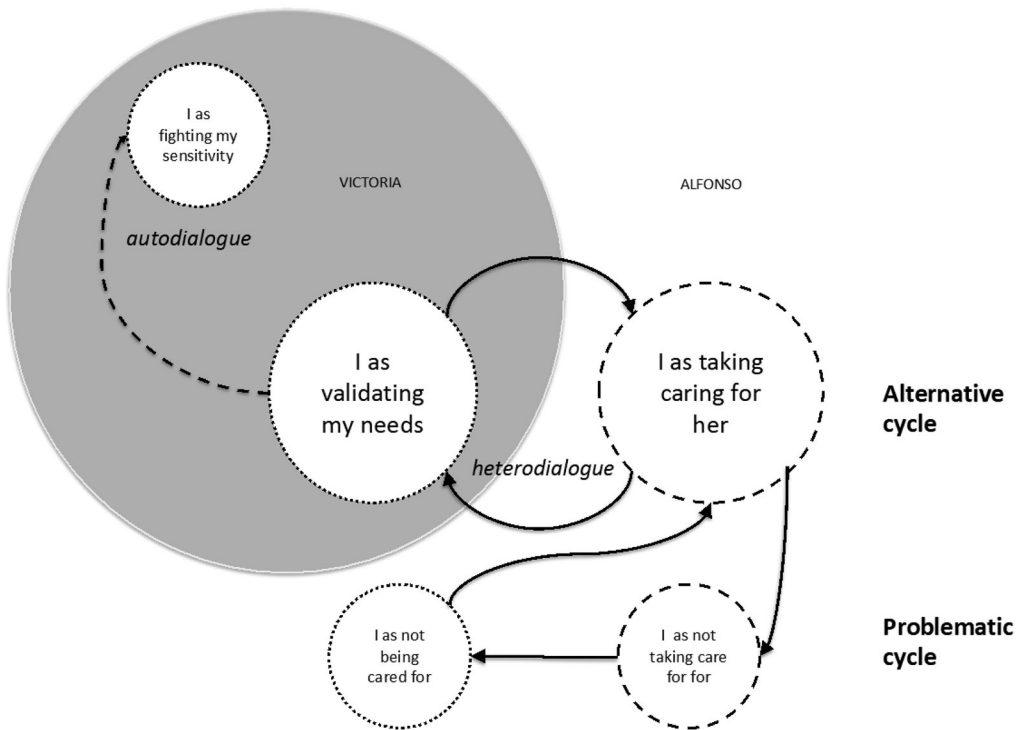 I as
fighting my
sensitivity
VICTORIA
ALFONSO
autodialogue
I as
validating
my needs
I as taking
caring for
her
Alternative
cycle
heterodialogue
I as not
being
cared for
I as not
taking care
for for
Problematic
cycle